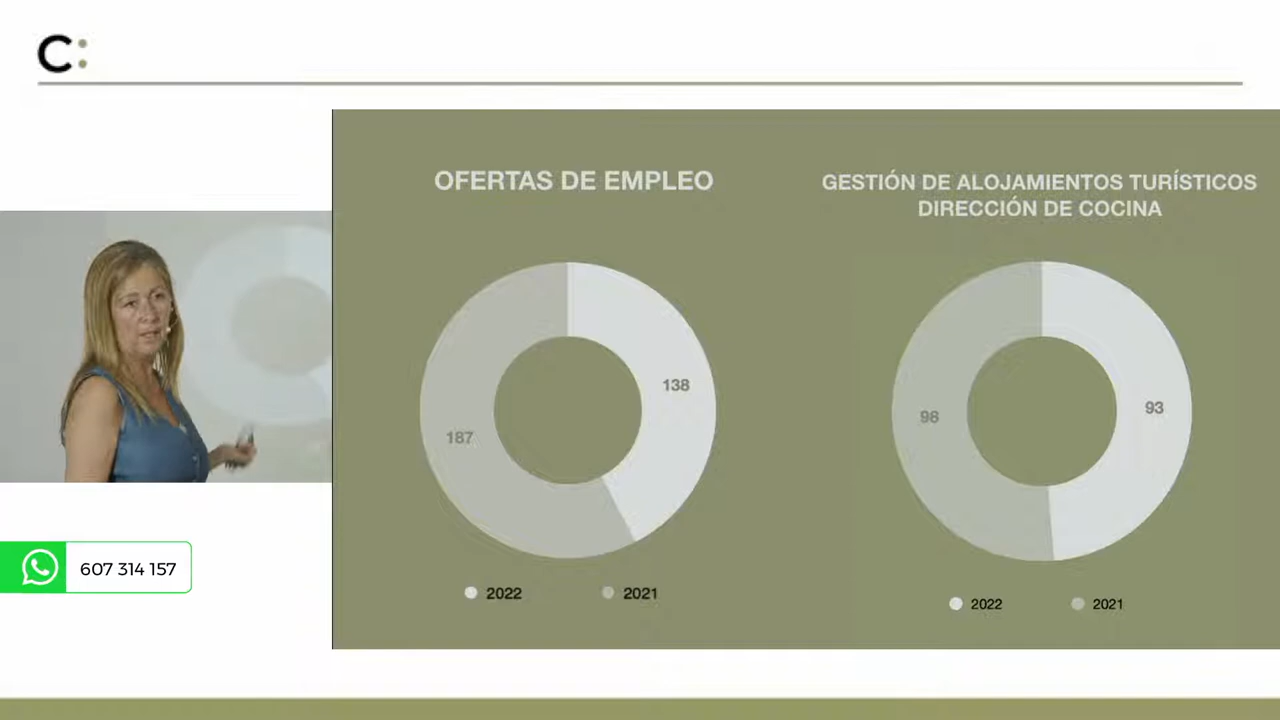 C:
OFERTAS DE EMPLEO
138
187
2022
2021
GESTIÓN DE ALOJAMIENTOS TURÍSTICOS
DIRECCIÓN DE COCINA
98
93
2022
2021
607 314 157